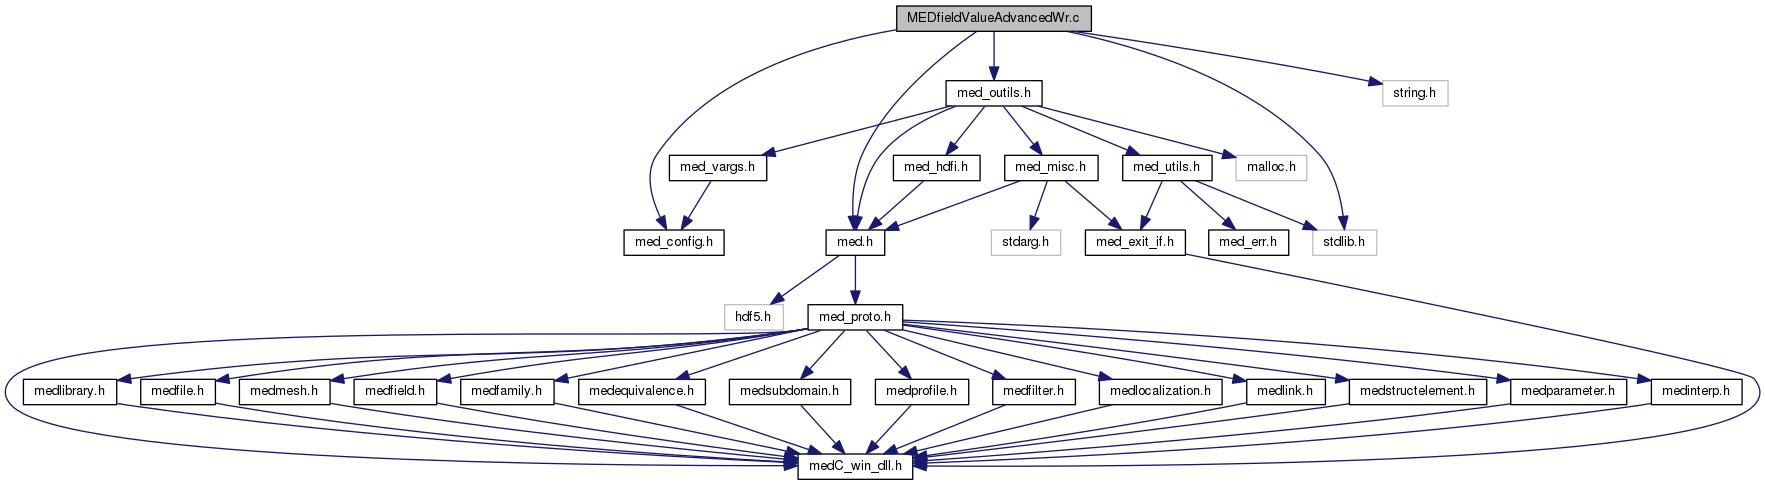 MEDfieldValueAdvancedWr.c
med_outils.h
string.h
med_vargs.h
med_hdfi.h
med_misc.h
med_utils.h
malloc.h
med_config.h
med.h
stdarg.h
med_exit_if.h
med_err.h
stdlib.h
hdf5.h
med_proto.h
medlibrary.h
medfile.h
medmesh.h
medfield.h
medfamily.h
medequivalence.h
medsubdomain.h
medprofile.h
medfilter.h
medlocalization.h
medlink.h
medstructelement.h
medparameter.h
medinterp.h
medC_win_dll.h